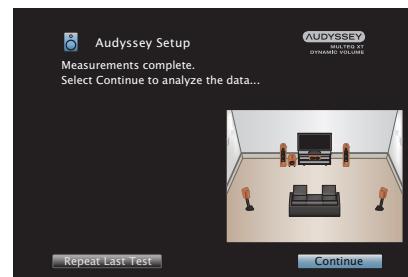 Audyssey Setup
AUDYSSEY
MULTEQ XT
DYNAMIC VOLUME
Measurements complete.
Select Continue to analyze the data...
Repeat Last Test
Continue